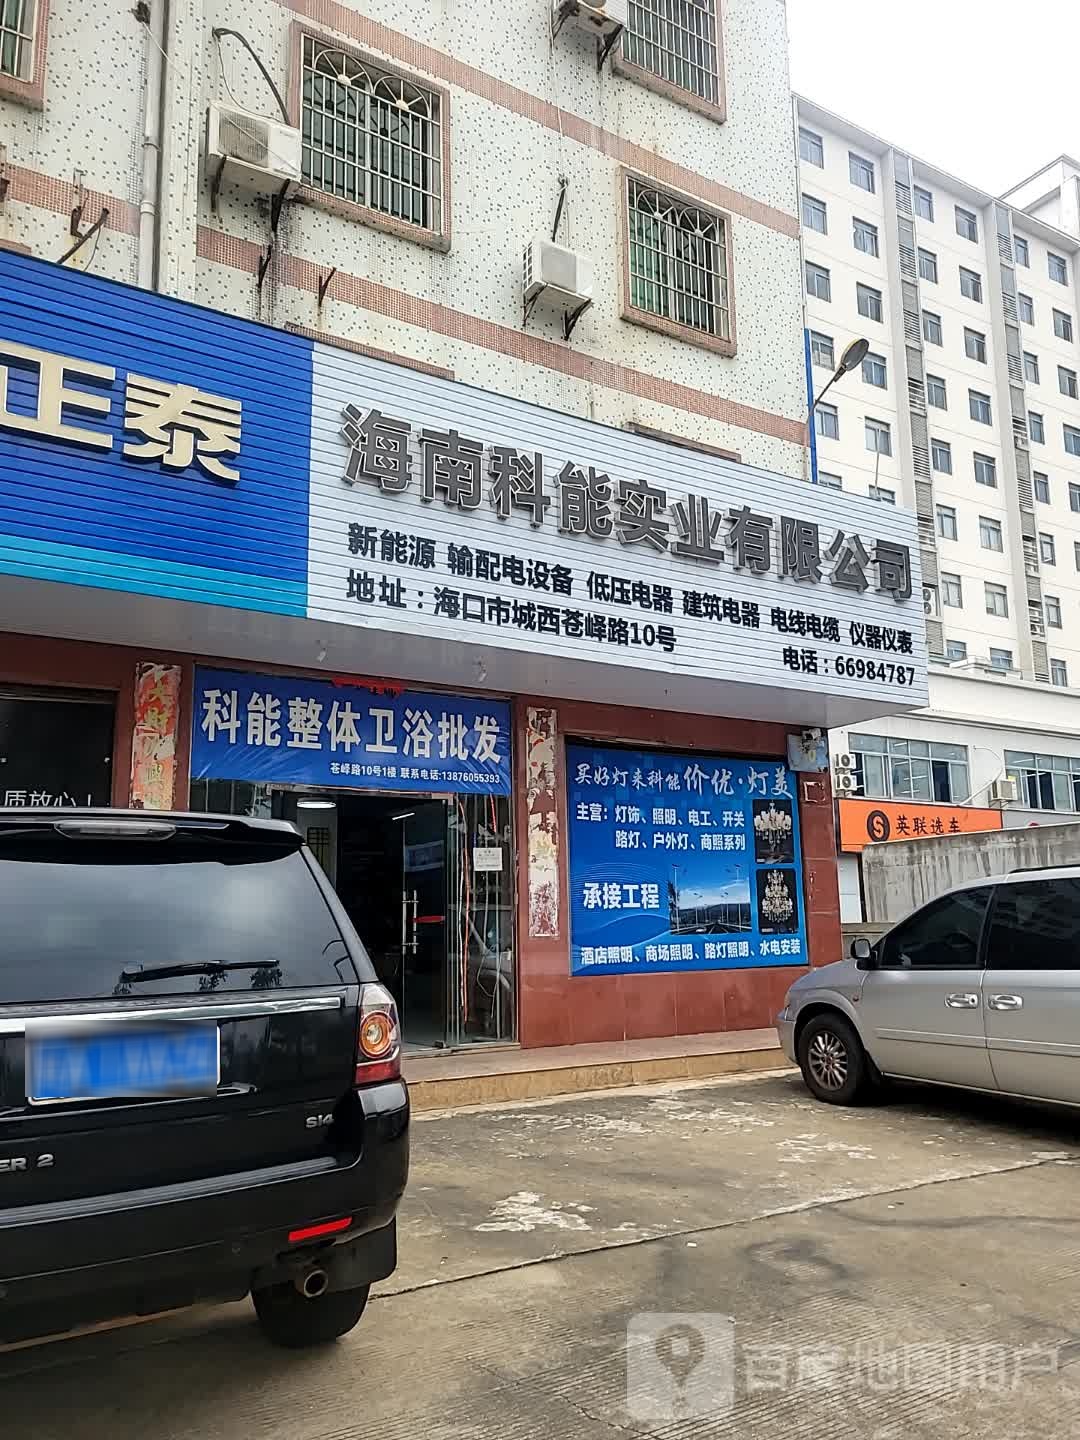 正泰
海南科能实业有限公司
新能源 输配电设备 低压电器 建筑电器 电线电缆 仪器仪表
地址：海口市城西苍峄路10号
电话：66984787
科能整体卫浴批发
苍峄路10号1楼 联系电话:13876055393
质放心!
买好灯来科能 价优·灯美
主营：灯饰、照明、电工、开关
路灯、户外灯、商照系列
承接工程
酒店照明、商场照明、路灯照明、水电安装
英联选车
Si4
ER 2
百度地图用户